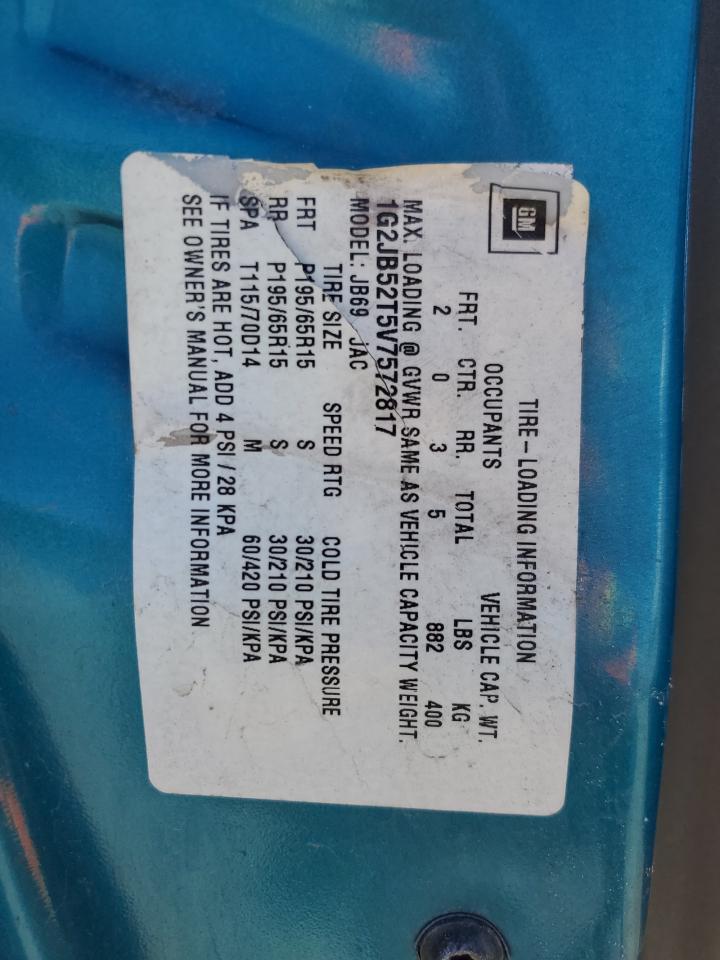 GM
TIRE-LOADING INFORMATION
OCCUPANTS VEHICLE CAP. WT.
FRT. CTR. RR. TOTAL LBS KG
2 0 3 5 882 400
MAX. LOADING @ GVWR SAME AS VEHICLE CAPACITY WEIGHT.
1G2JB52T5V7572817
MODEL: JB69 JAC
TIRE SIZE SPEED RTG COLD TIRE PRESSURE
FRT P195/65R15 S 30/210 PSI/KPA
RR P195/65R15 S 30/210 PSI/KPA
SPA T115/70D14 M 60/420 PSI/KPA
IF TIRES ARE HOT, ADD 4 PSI / 28 KPA
SEE OWNER'S MANUAL FOR MORE INFORMATION